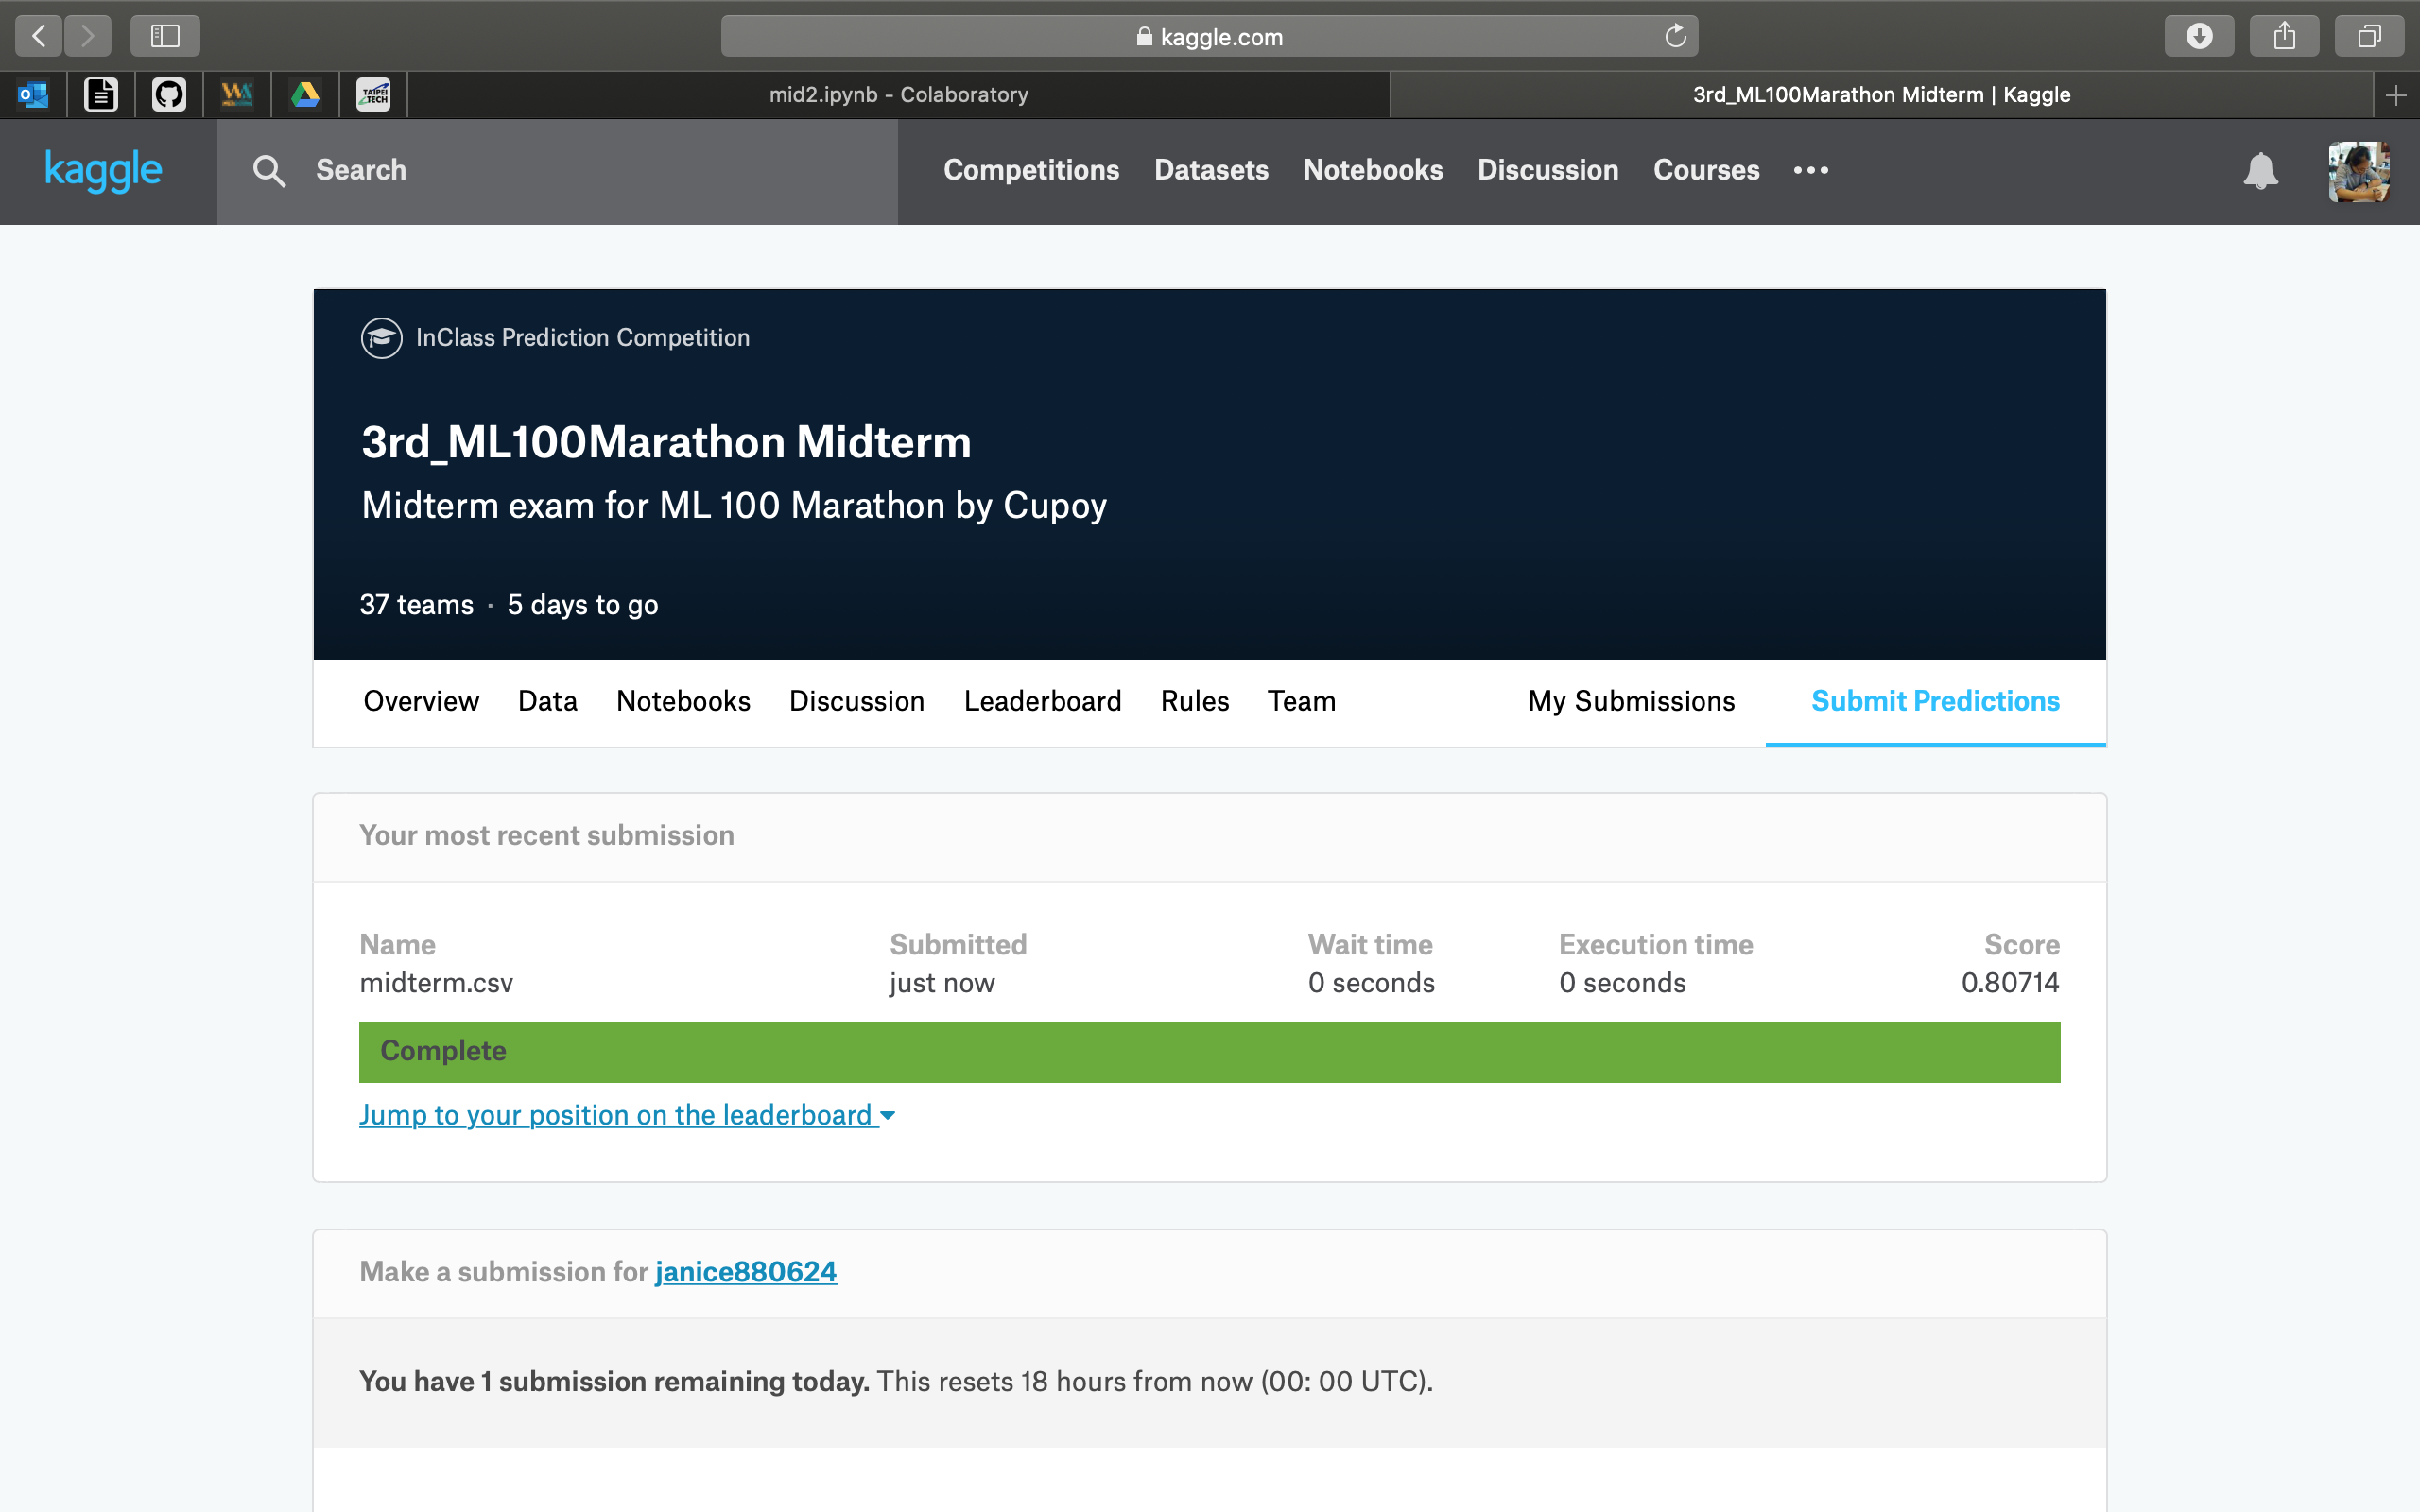 kaggle.com
mid2.ipynb - Colaboratory
3rd_ML100Marathon Midterm | Kaggle
TAIPEI TECH
kaggle
Search
Competitions Datasets Notebooks Discussion Courses
InClass Prediction Competition
3rd_ML100Marathon Midterm
Midterm exam for ML 100 Marathon by Cupoy
37 teams · 5 days to go
Overview Data Notebooks Discussion Leaderboard Rules Team My Submissions Submit Predictions
Your most recent submission
Name Submitted Wait time Execution time Score
midterm.csv just now 0 seconds 0 seconds 0.80714
Complete
Jump to your position on the leaderboard
Make a submission for janice880624
You have 1 submission remaining today. This resets 18 hours from now (00: 00 UTC).